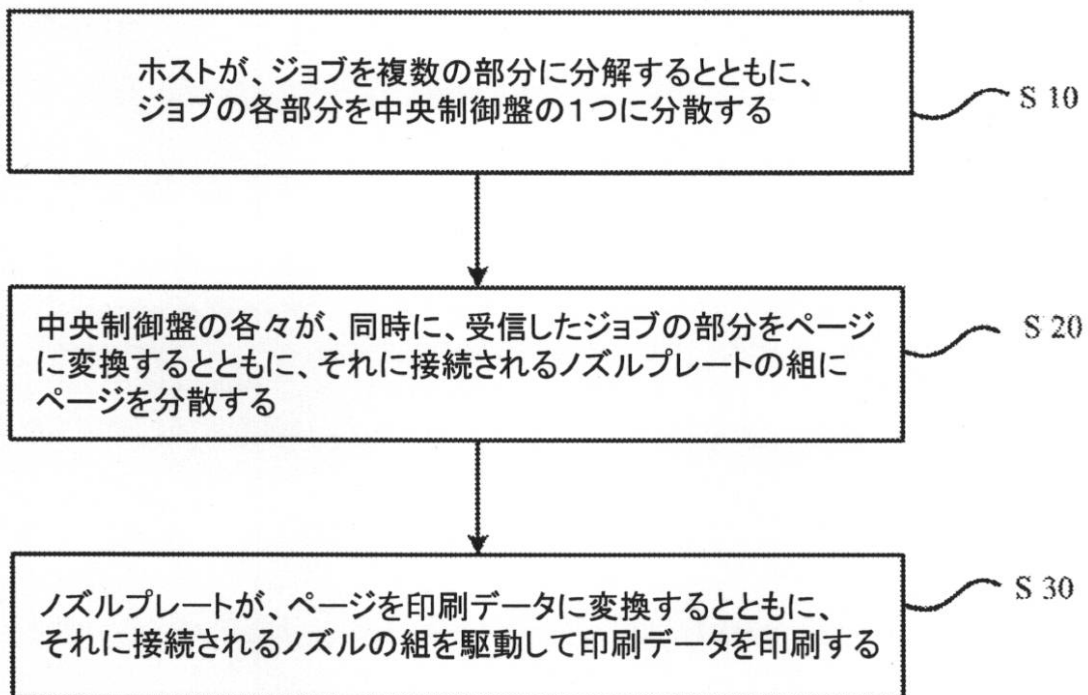 ホストが、ジョブを複数の部分に分解するとともに、
ジョブの各部分を中央制御盤の1つに分散する
S 10
中央制御盤の各々が、同時に、受信したジョブの部分をページ
に変換するとともに、それに接続されるノズルプレートの組に
ページを分散する
S 20
ノズルプレートが、ページを印刷データに変換するとともに、
それに接続されるノズルの組を駆動して印刷データを印刷する
S 30